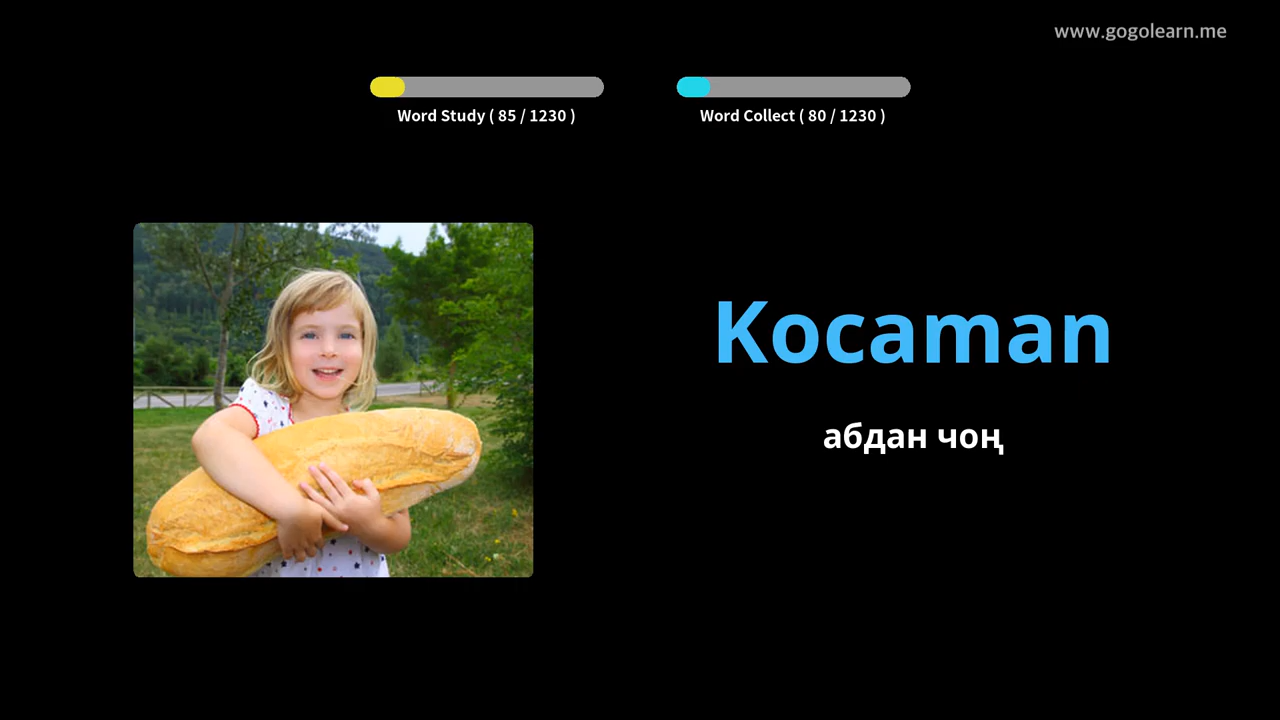 www.gogolearn.me
Word Study ( 85 / 1230 )
Word Collect ( 80 / 1230 )
Kocaman
абдан чоң